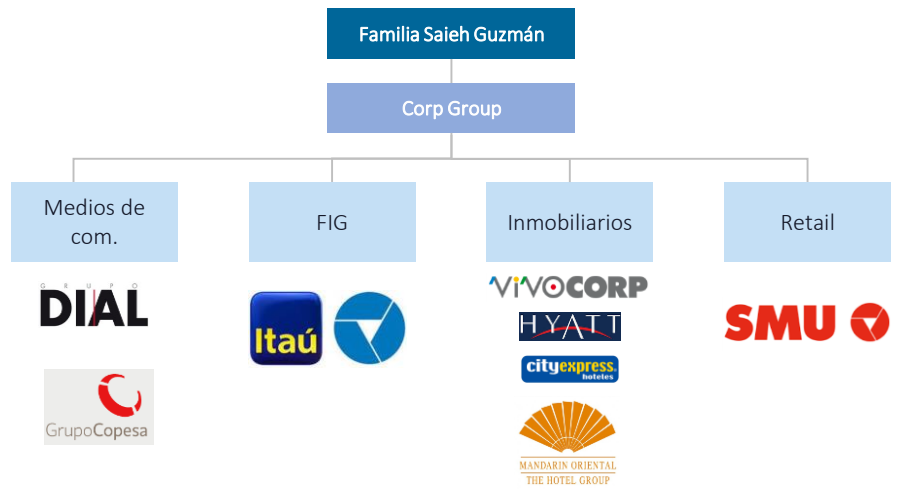 Familia Saieh Guzmán
Corp Group
Medios de
com.
FIG
Inmobiliarios
Retail
GRUPO
DIAL
GrupoCopesa
Itaú
VIVOCORP
HYATT
cityexpress
hoteles
MANDARIN ORIENTAL
THE HOTEL GROUP
SMU